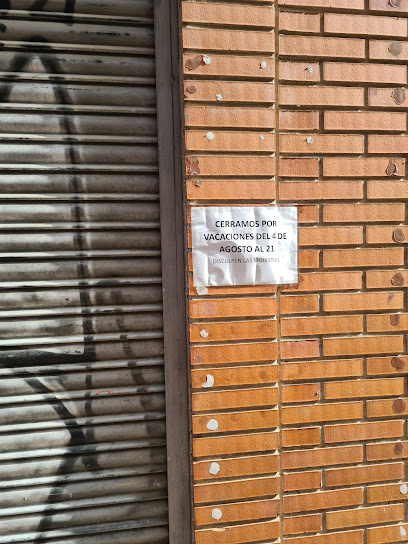 CERRAMOS POR
VACACIONES DEL 4 DE
AGOSTO AL 21
DISCULPEN LAS MOLESTIAS